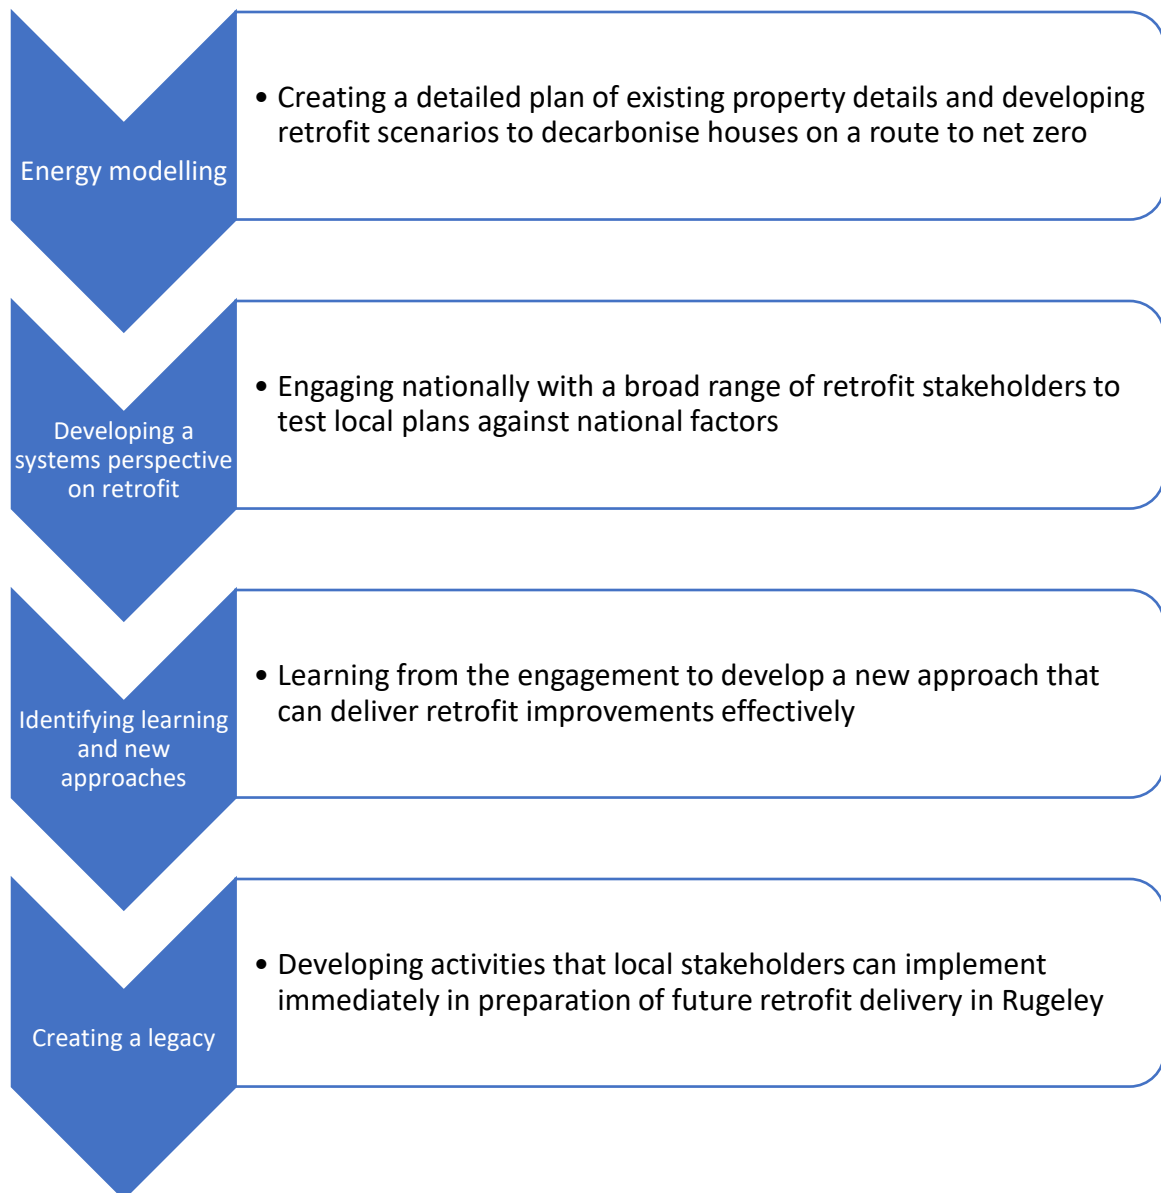 Energy modelling
• Creating a detailed plan of existing property details and developing
retrofit scenarios to decarbonise houses on a route to net zero
Developing a
systems perspective
on retrofit
• Engaging nationally with a broad range of retrofit stakeholders to
test local plans against national factors
Identifying learning
and new
approaches
• Learning from the engagement to develop a new approach that
can deliver retrofit improvements effectively
Creating a legacy
• Developing activities that local stakeholders can implement
immediately in preparation of future retrofit delivery in Rugeley